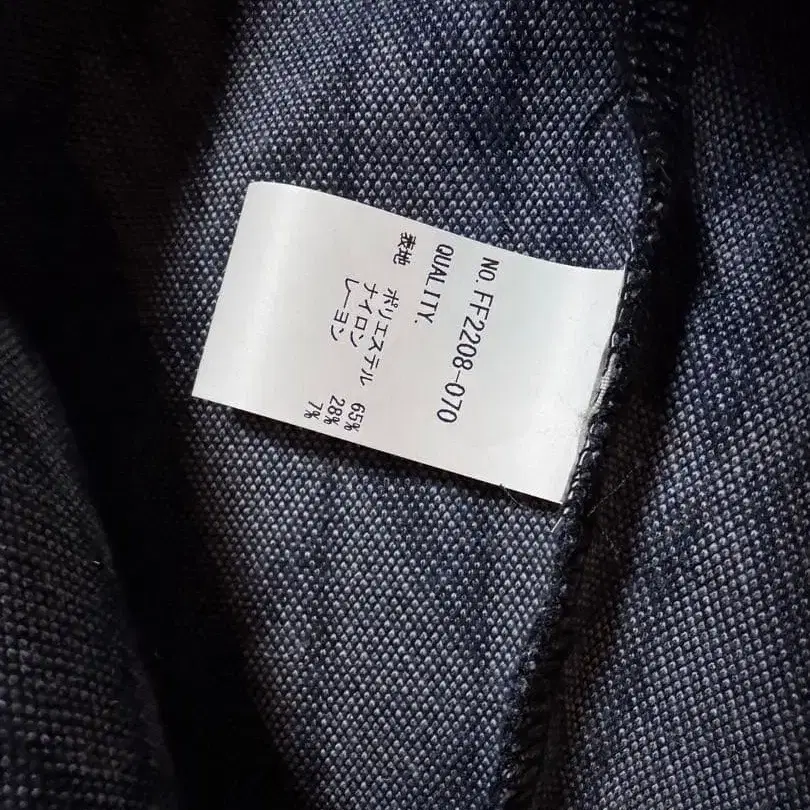 NO.FF2208-070
QUALITY.
表地 ポリエステル 65%
ナイロン 28%
レーヨン 7%